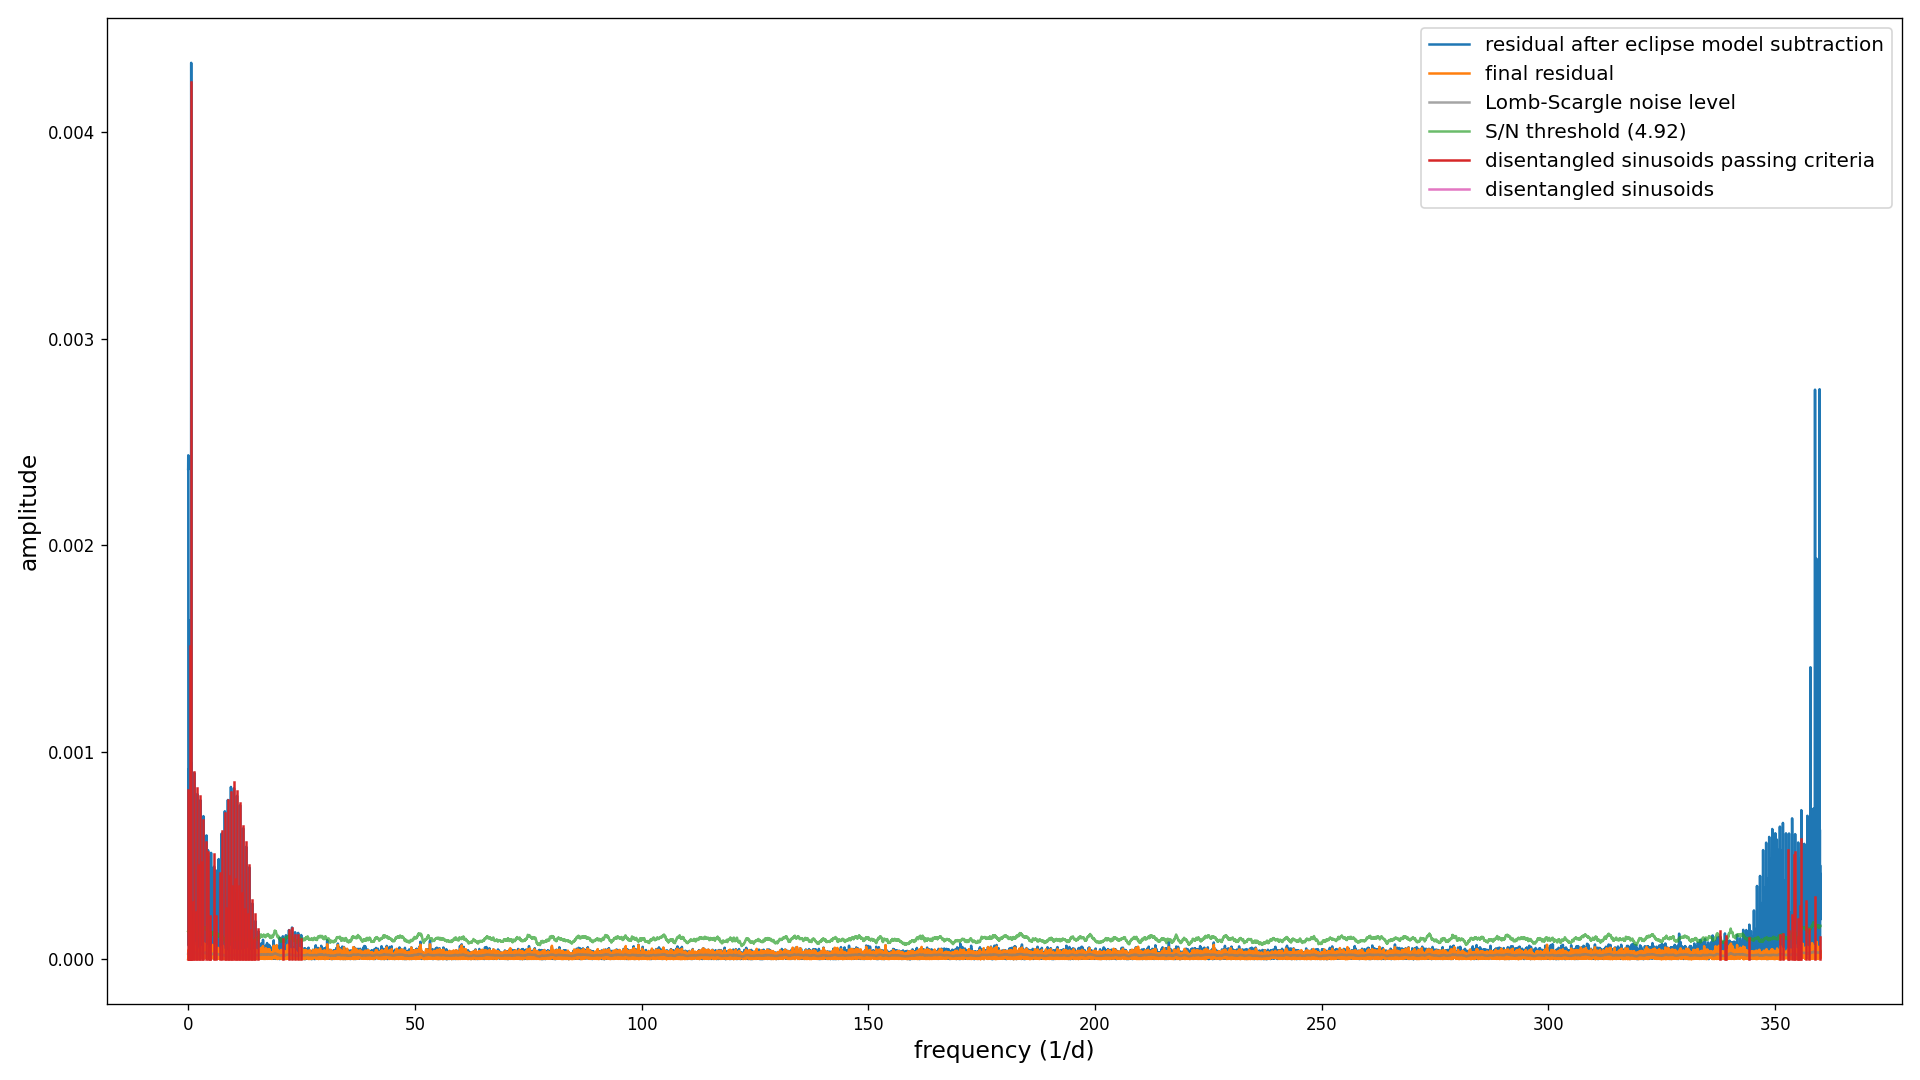 residual after eclipse model subtraction
final residual
Lomb-Scargle noise level
S/N threshold (4.92)
disentangled sinusoids passing criteria
disentangled sinusoids
amplitude
0.004
0.003
0.002
0.001
0.000
0 50 100 150 200 250 300 350
frequency (1/d)